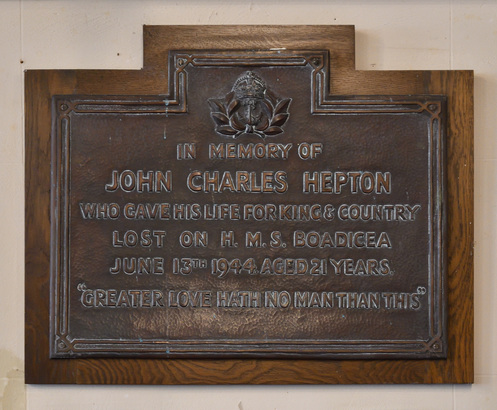 IN MEMORY OF
JOHN CHARLES HEPTON
WHO GAVE HIS LIFE FOR KING & COUNTRY
LOST ON H. M. S. BOADICEA
JUNE 13TH 1944. AGED 21 YEARS.
"GREATER LOVE HATH NO MAN THAN THIS"